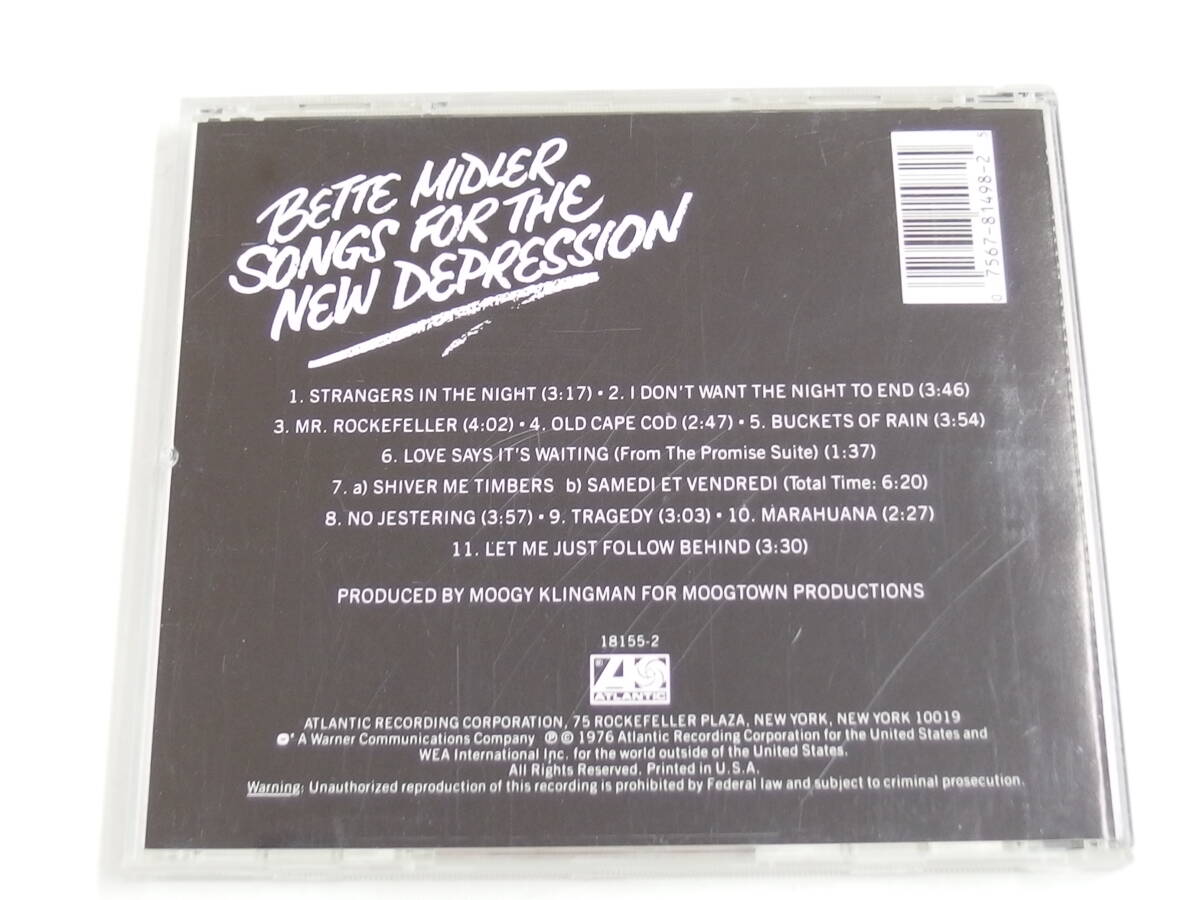 BETTE MIDLER
SONGS FOR THE
NEW DEPRESSION
0 7567-81498-2 5
1. STRANGERS IN THE NIGHT (3:17) • 2. I DON'T WANT THE NIGHT TO END (3:46)
3. MR. ROCKEFELLER (4:02) • 4. OLD CAPE COD (2:47) • 5. BUCKETS OF RAIN (3:54)
6. LOVE SAYS IT'S WAITING (From The Promise Suite) (1:37)
7. a) SHIVER ME TIMBERS b) SAMEDI ET VENDREDI (Total Time: 6:20)
8. NO JESTERING (3:57) • 9. TRAGEDY (3:03) • 10. MARAHUANA (2:27)
11. LET ME JUST FOLLOW BEHIND (3:30)
PRODUCED BY MOOGY KLINGMAN FOR MOOGTOWN PRODUCTIONS
18155-2
ATLANTIC
ATLANTIC RECORDING CORPORATION, 75 ROCKEFELLER PLAZA, NEW YORK, NEW YORK 10019
A Warner Communications Company ℗ © 1976 Atlantic Recording Corporation for the United States and
WEA International Inc. for the world outside of the United States.
All Rights Reserved. Printed in U.S.A.
Warning: Unauthorized reproduction of this recording is prohibited by Federal law and subject to criminal prosecution.